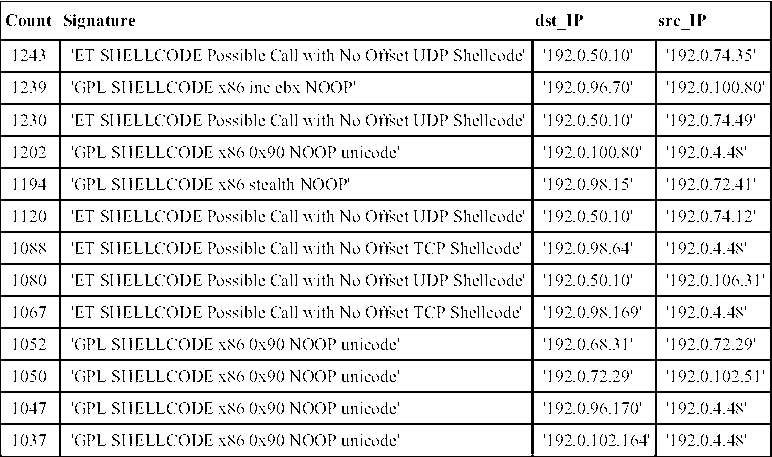 Count Signature dst_IP src_IP
1243 'ET SHELLCODE Possible Call with No Offset UDP Shellcode' '192.0.50.10' '192.0.74.35'
1239 'GPL SHELLCODE x86 inc ebx NOOP' '192.0.96.70' '192.0.100.80'
1230 'ET SHELLCODE Possible Call with No Offset UDP Shellcode' '192.0.50.10' '192.0.74.49'
1202 'GPL SHELLCODE x86 0x90 NOOP unicode' '192.0.100.80' '192.0.4.48'
1194 'GPL SHELLCODE x86 stealth NOOP' '192.0.98.15' '192.0.72.41'
1120 'ET SHELLCODE Possible Call with No Offset UDP Shellcode' '192.0.50.10' '192.0.74.12'
1088 'ET SHELLCODE Possible Call with No Offset TCP Shellcode' '192.0.98.64' '192.0.4.48'
1080 'ET SHELLCODE Possible Call with No Offset UDP Shellcode' '192.0.50.10' '192.0.106.31'
1067 'ET SHELLCODE Possible Call with No Offset TCP Shellcode' '192.0.98.169' '192.0.4.48'
1052 'GPL SHELLCODE x86 0x90 NOOP unicode' '192.0.68.31' '192.0.72.29'
1050 'GPL SHELLCODE x86 0x90 NOOP unicode' '192.0.72.29' '192.0.102.51'
1047 'GPL SHELLCODE x86 0x90 NOOP unicode' '192.0.96.170' '192.0.4.48'
1037 'GPL SHELLCODE x86 0x90 NOOP unicode' '192.0.102.164' '192.0.4.48'